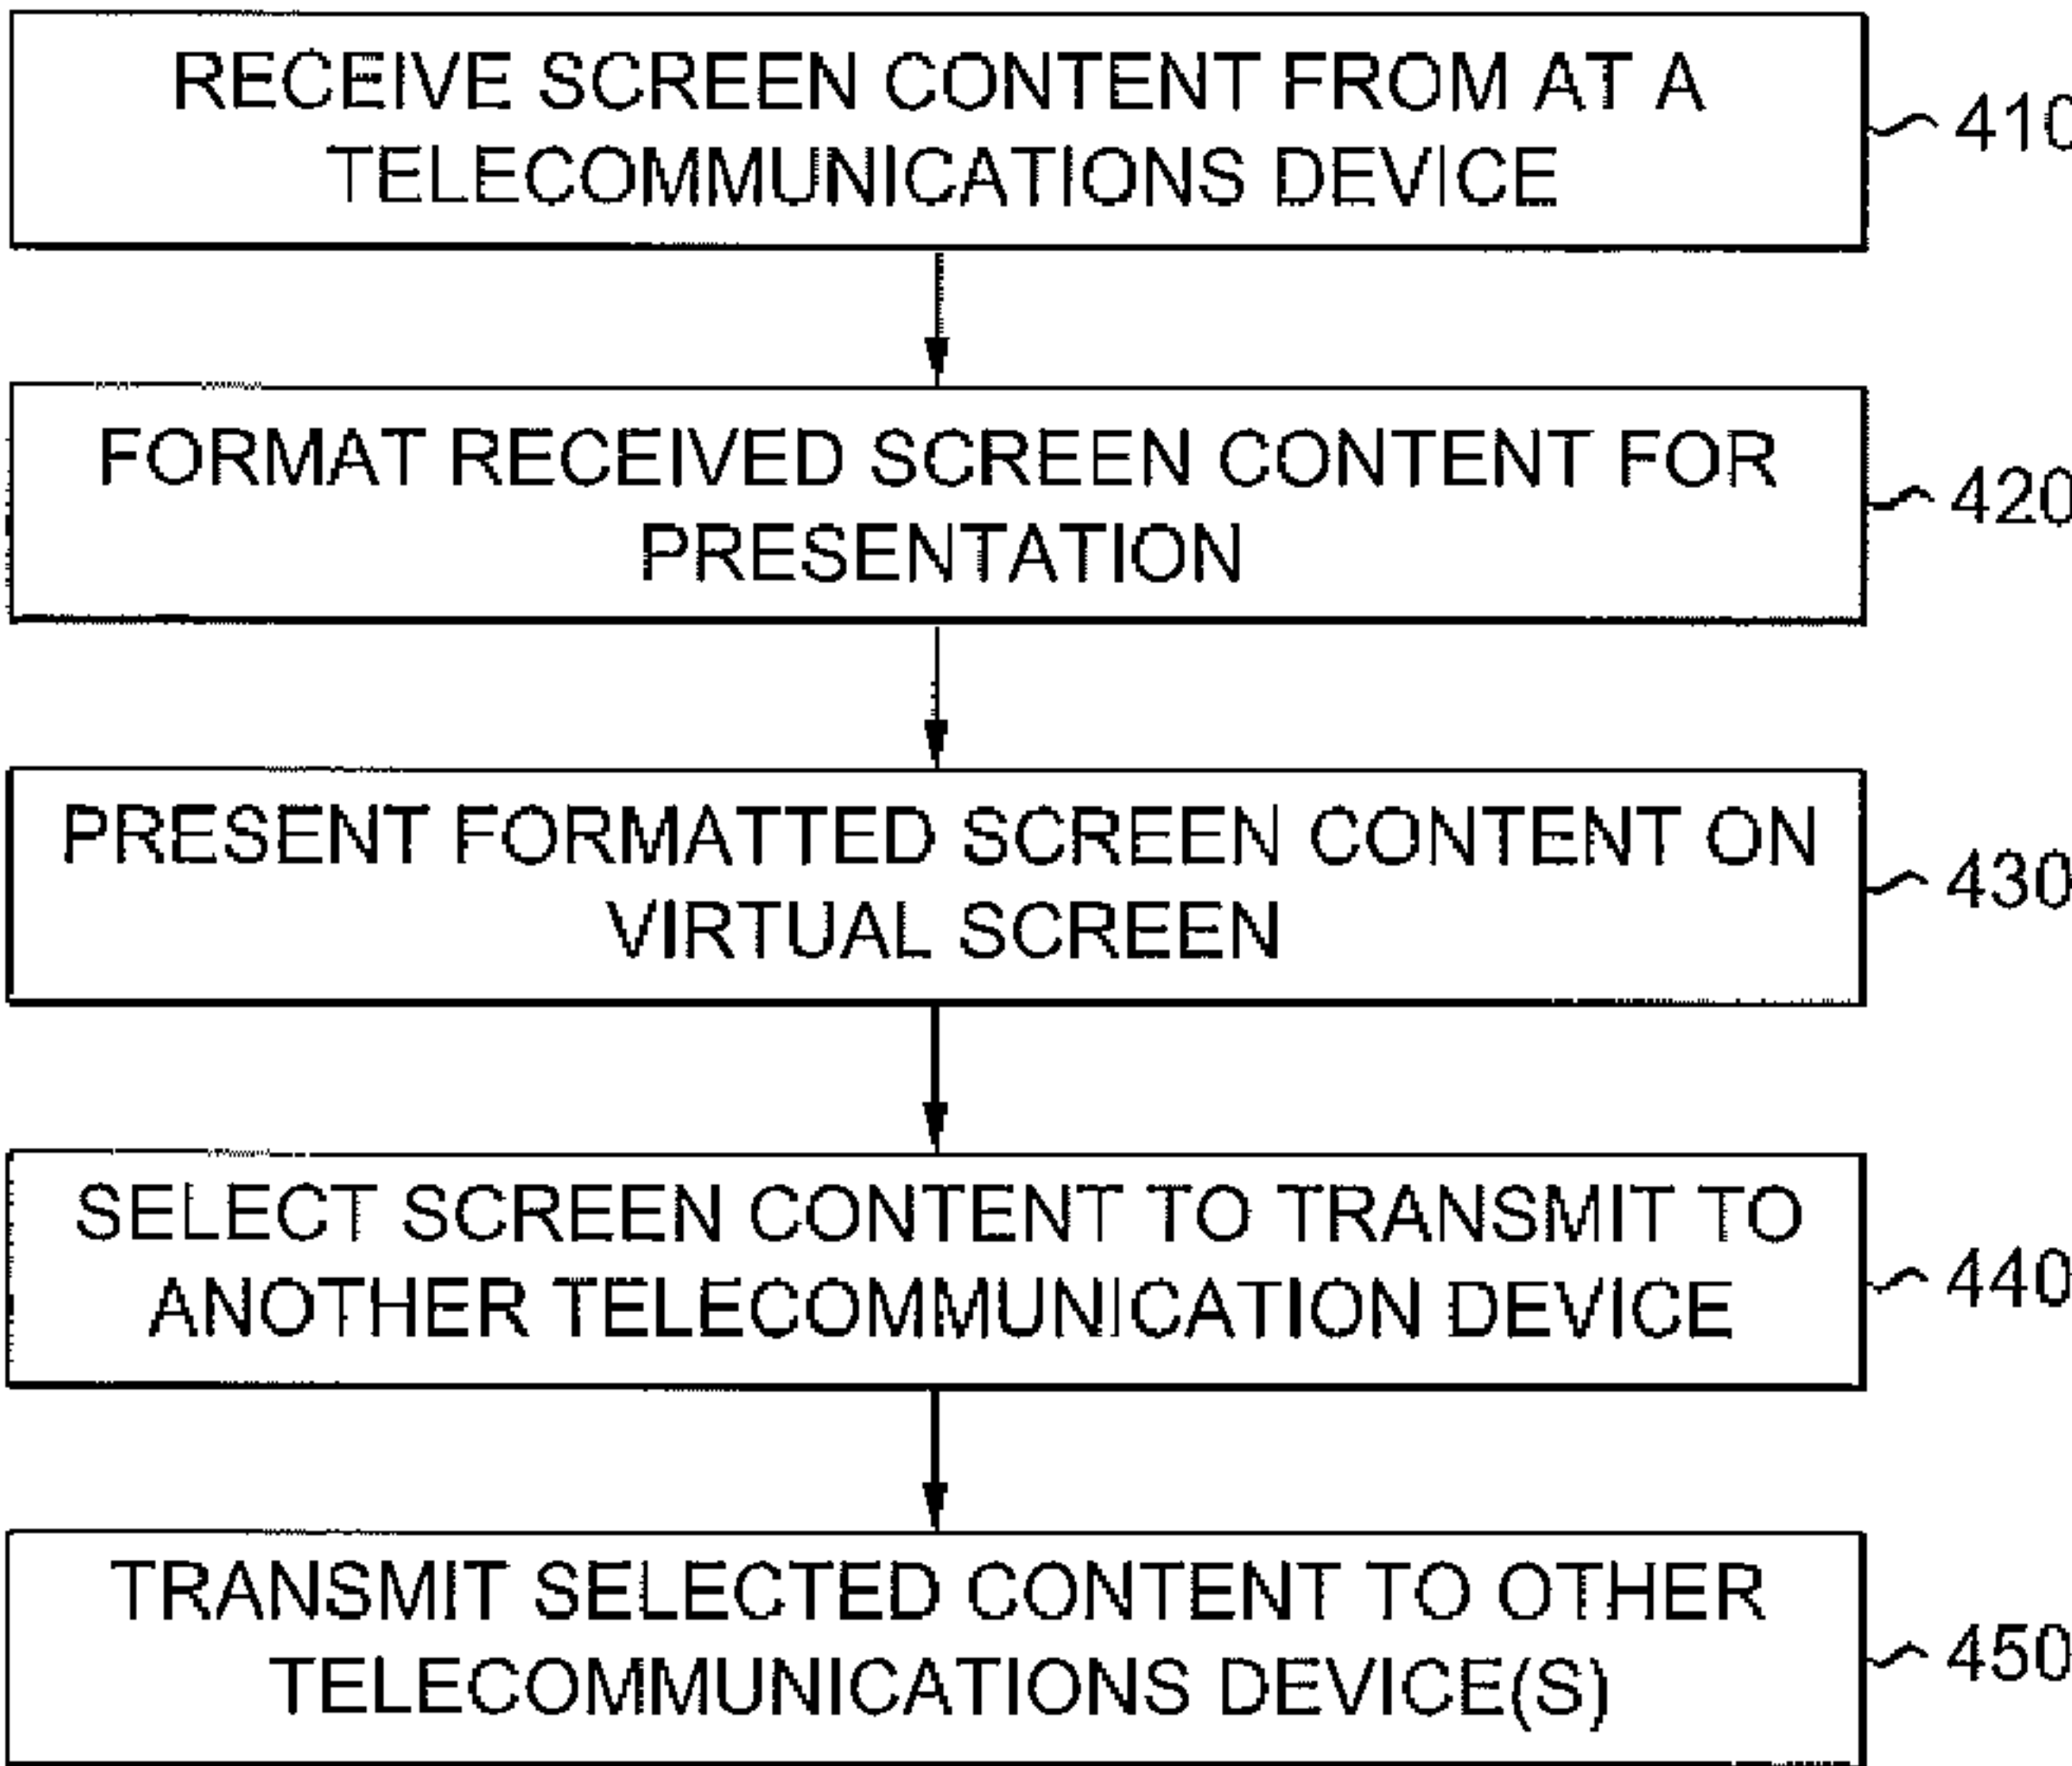 RECEIVE SCREEN CONTENT FROM AT A
TELECOMMUNICATIONS DEVICE
410
FORMAT RECEIVED SCREEN CONTENT FOR
PRESENTATION
420
PRESENT FORMATTED SCREEN CONTENT ON
VIRTUAL SCREEN
430
SELECT SCREEN CONTENT TO TRANSMIT TO
ANOTHER TELECOMMUNICATION DEVICE
440
TRANSMIT SELECTED CONTENT TO OTHER
TELECOMMUNICATIONS DEVICE(S)
450